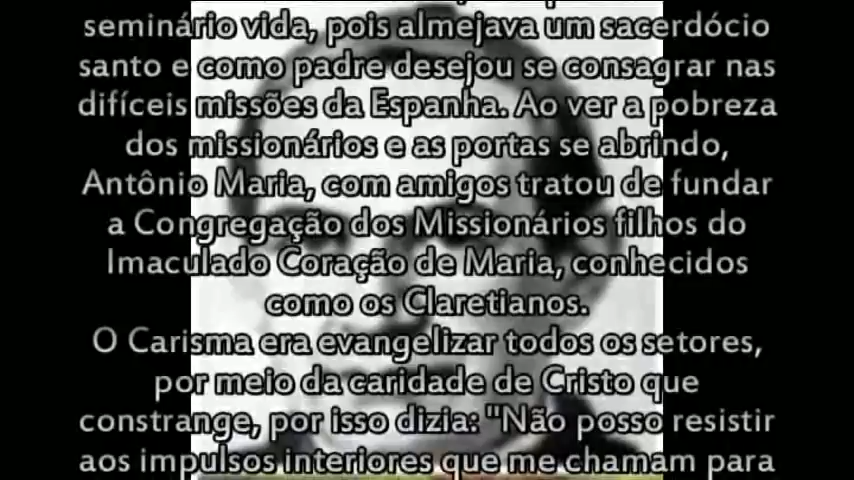 seminário vida, pois almejava um sacerdócio
santo e como padre desejou se consagrar nas
difíceis missões da Espanha. Ao ver a pobreza
dos missionários e as portas se abrindo,
Antônio Maria, com amigos tratou de fundar
a Congregação dos Missionários filhos do
Imaculado Coração de Maria, conhecidos
como os Claretianos.
O Carisma era evangelizar todos os setores,
por meio da caridade de Cristo que
constrange, por isso dizia: "Não posso resistir
aos impulsos interiores que me chamam para